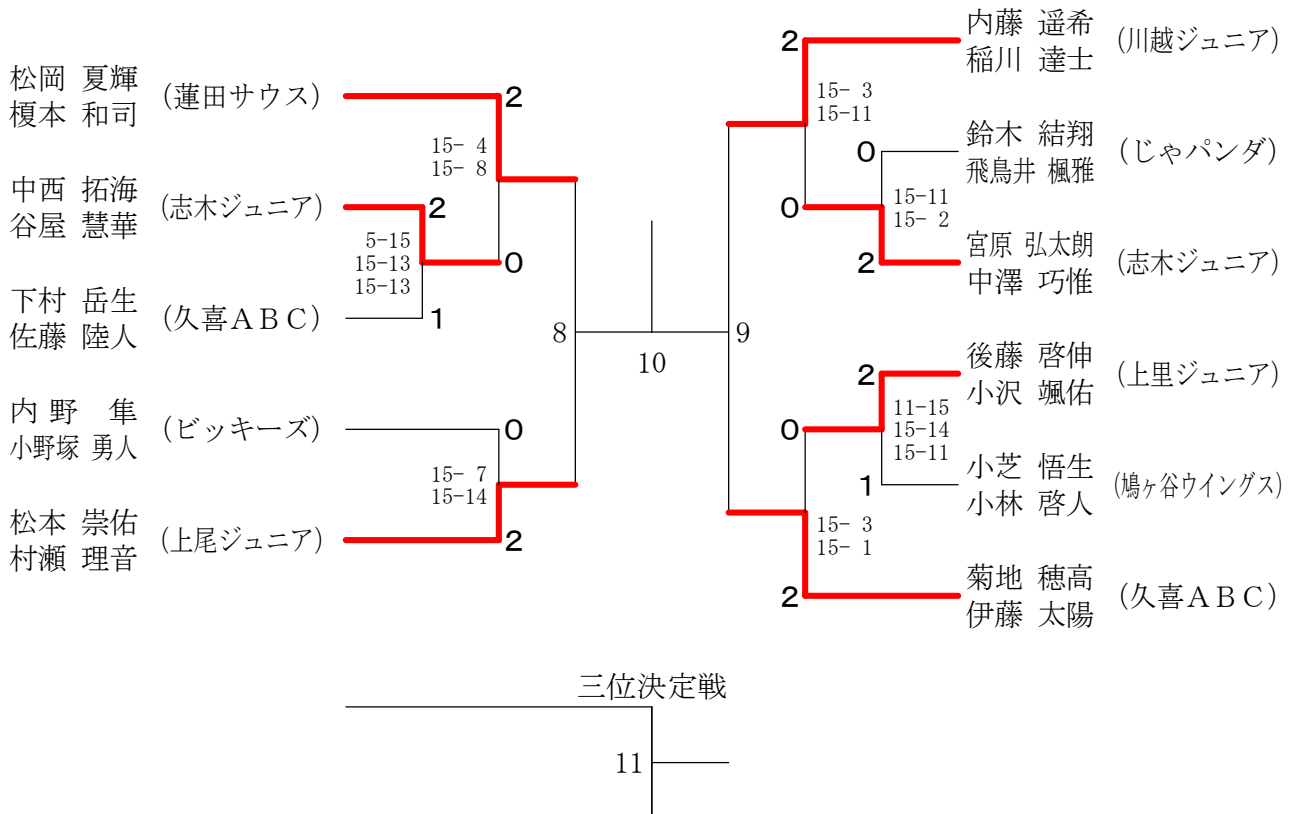 松岡 夏輝
榎本 和司
(蓮田サウス)
2
15- 4
15- 8
中西 拓海
谷屋 慧華
(志木ジュニア)
2
5-15
15-13
15-13
0
下村 岳生
佐藤 陸人
(久喜ＡＢＣ)
1
内野 隼
小野塚 勇人
(ビッキーズ)
0
15- 7
15-14
松本 崇佑
村瀬 理音
(上尾ジュニア)
2
8
10
9
2
内藤 遥希
稲川 達士
(川越ジュニア)
15- 3
15-11
0
鈴木 結翔
飛鳥井 楓雅
(じゃパンダ)
0
15-11
15- 2
2
宮原 弘太朗
中澤 巧惟
(志木ジュニア)
2
後藤 啓伸
小沢 颯佑
(上里ジュニア)
0
11-15
15-14
15-11
1
小芝 悟生
小林 啓人
(鳩ヶ谷ウイングス)
15- 3
15- 1
2
菊地 穂高
伊藤 太陽
(久喜ＡＢＣ)
三位決定戦
11